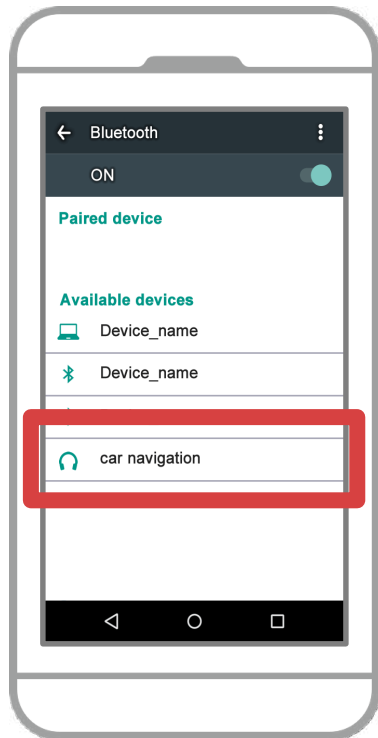 Bluetooth
ON
Paired device
Available devices
Device_name
Device_name
car navigation